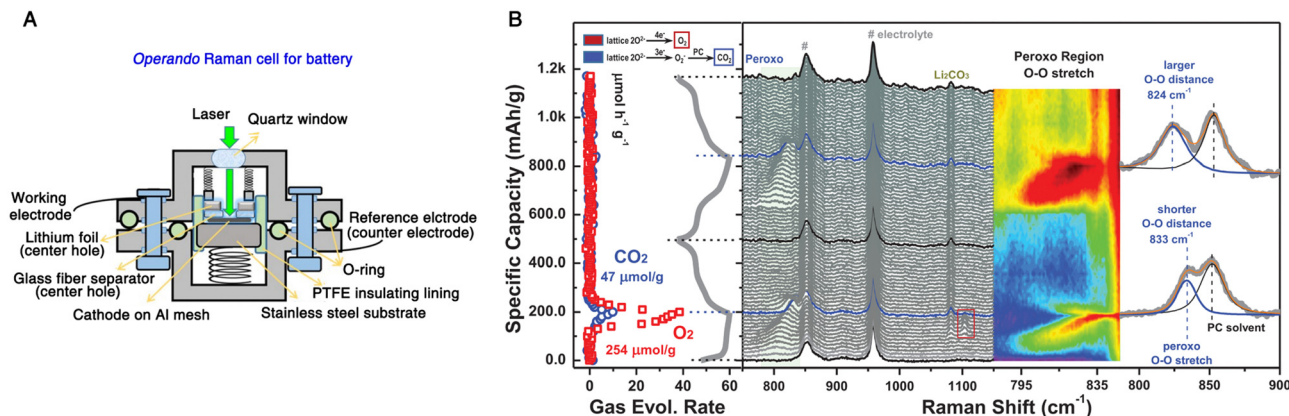 A
Operando Raman cell for battery
Laser
Quartz window
Working
electrode
Lithium foil
(center hole)
Glass fiber separator
(center hole)
Cathode on Al mesh
Reference elctrode
(counter electrode)
O-ring
PTFE insulating lining
Stainless steel substrate
B
lattice 2O²⁻ 4e⁻ O₂
lattice 2O²⁻ 3e⁻ O₂⁻ PC CO₂
Specific Capacity (mAh/g)
1.2k
1.0k
800.0
600.0
400.0
200.0
0.0
μmol h⁻¹ g⁻¹
CO₂
47 μmol/g
O₂
254 μmol/g
0 20 40 60
Gas Evol. Rate
Peroxo
#
# electrolyte
Li₂CO₃
800 900 1000 1100
Peroxo Region
O-O stretch
795 835
larger
O-O distance
824 cm⁻¹
shorter
O-O distance
833 cm⁻¹
PC solvent
peroxo
O-O stretch
800 850 900
Raman Shift (cm⁻¹)